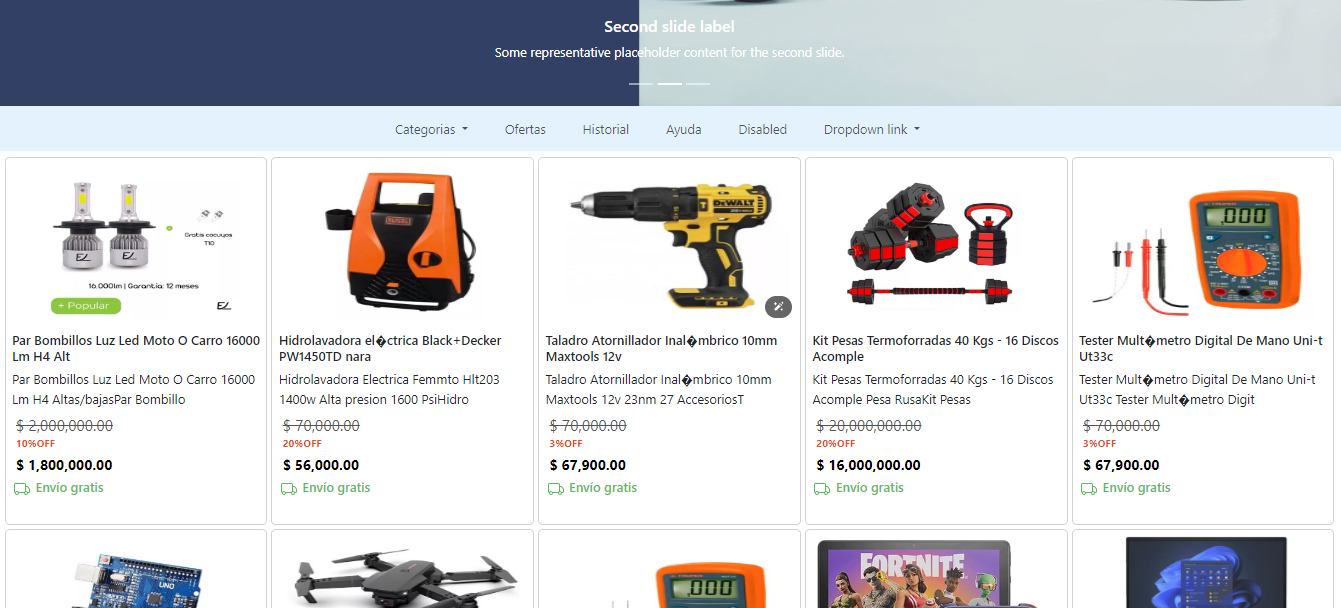 Second slide label
Some representative placeholder content for the second slide.
Categorias
Ofertas
Historial
Ayuda
Disabled
Dropdown link
Gratis cocuyos
T10
EZ
EZ
16.000lm | Garantía: 12 meses
+ Popular
EZ
Par Bombillos Luz Led Moto O Carro 16000
Lm H4 Alt
Par Bombillos Luz Led Moto O Carro 16000
Lm H4 Altas/bajasPar Bombillo
$ 2,000,000.00
10%OFF
$ 1,800,000.00
Envío gratis
Hidrolavadora el�ctrica Black+Decker
PW1450TD nara
Hidrolavadora Electrica Femmto Hlt203
1400w Alta presion 1600 PsiHidro
$ 70,000.00
20%OFF
$ 56,000.00
Envío gratis
DEWALT
Taladro Atornillador Inal�mbrico 10mm
Maxtools 12v
Taladro Atornillador Inal�mbrico 10mm
Maxtools 12v 23nm 27 AccesoriosT
$ 70,000.00
3%OFF
$ 67,900.00
Envío gratis
Kit Pesas Termoforradas 40 Kgs - 16 Discos
Acomple
Kit Pesas Termoforradas 40 Kgs - 16 Discos
Acomple Pesa RusaKit Pesas
$ 20,000,000.00
20%OFF
$ 16,000,000.00
Envío gratis
.000
Tester Mult�metro Digital De Mano Uni-t
Ut33c
Tester Mult�metro Digital De Mano Uni-t
Ut33c Tester Mult�metro Digit
$ 70,000.00
3%OFF
$ 67,900.00
Envío gratis
UNO
.000
FORTNITE